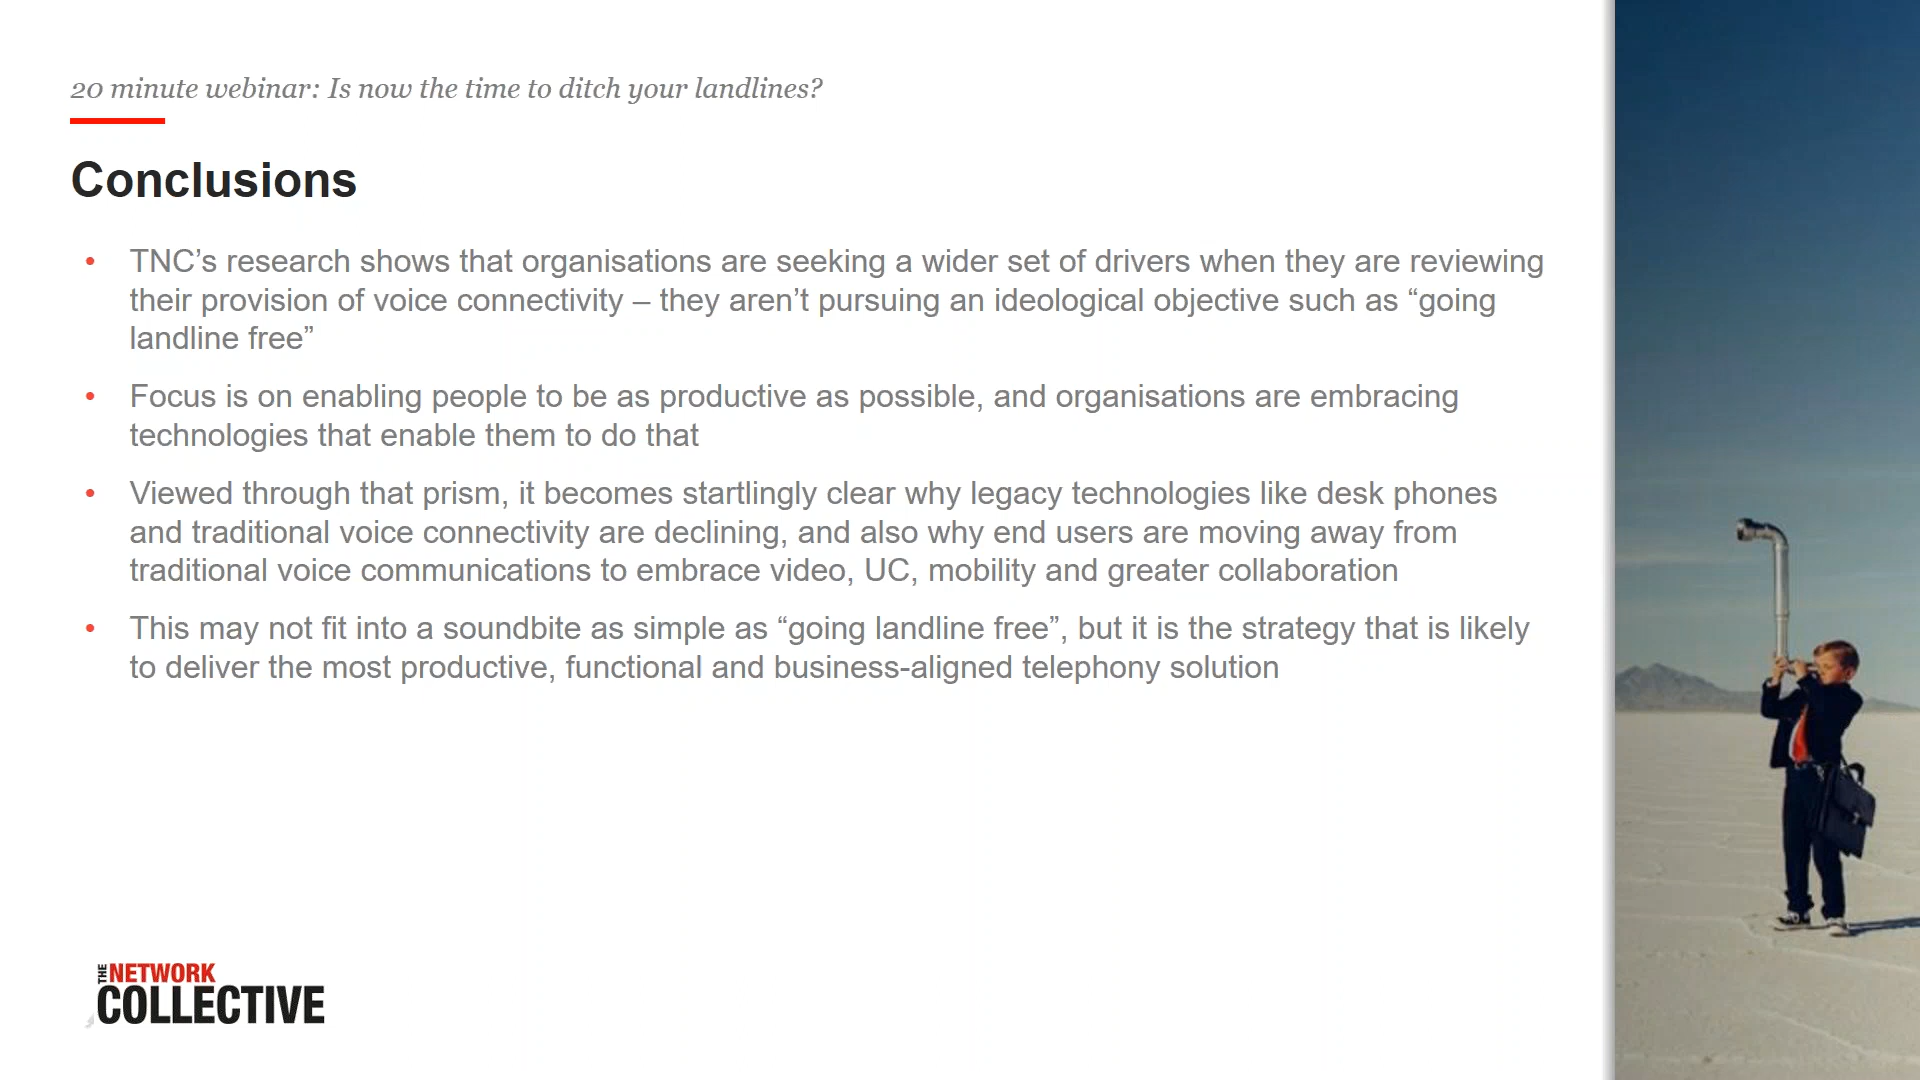 20 minute webinar: Is now the time to ditch your landlines?
Conclusions
• TNC’s research shows that organisations are seeking a wider set of drivers when they are reviewing
their provision of voice connectivity – they aren’t pursuing an ideological objective such as “going
landline free”
• Focus is on enabling people to be as productive as possible, and organisations are embracing
technologies that enable them to do that
• Viewed through that prism, it becomes startlingly clear why legacy technologies like desk phones
and traditional voice connectivity are declining, and also why end users are moving away from
traditional voice communications to embrace video, UC, mobility and greater collaboration
• This may not fit into a soundbite as simple as “going landline free”, but it is the strategy that is likely
to deliver the most productive, functional and business-aligned telephony solution
THE NETWORK
COLLECTIVE